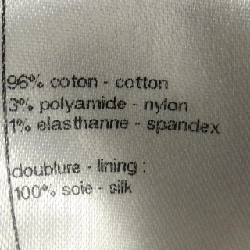 96% coton - cotton
3% polyamide - nylon
1% elasthanne - spandex
doublure - lining :
100% soie - silk